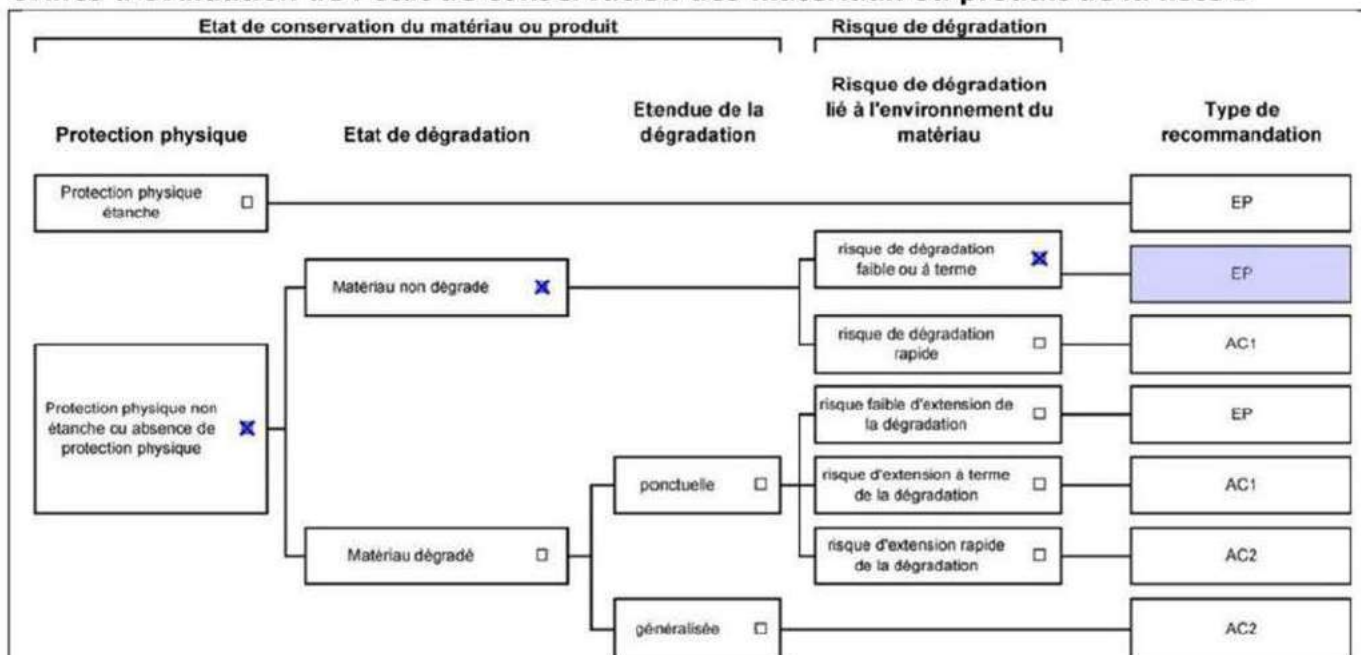 Etat de conservation du matériau ou produit
Risque de dégradation
Protection physique
Etat de dégradation
Etendue de la
dégradation
Risque de dégradation
lié à l'environnement du
matériau
Type de
recommandation
Protection physique
étanche
EP
risque de dégradation
faible ou à terme
EP
Matériau non dégradé
risque de dégradation
rapide
AC1
Protection physique non
étanche ou absence de
protection physique
risque faible d'extension de
la dégradation
EP
ponctuelle
risque d'extension à terme
de la dégradation
AC1
Matériau dégradé
risque d'extension rapide
de la dégradation
AC2
généralisée
AC2